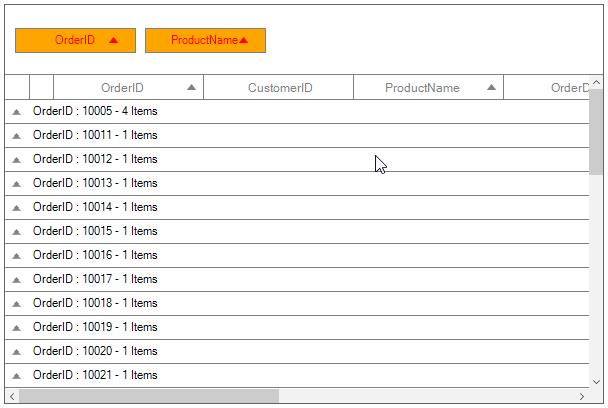 OrderID ProductName
OrderID CustomerID ProductName OrderD
OrderID : 10005 - 4 Items
OrderID : 10011 - 1 Items
OrderID : 10012 - 1 Items
OrderID : 10013 - 1 Items
OrderID : 10014 - 1 Items
OrderID : 10015 - 1 Items
OrderID : 10016 - 1 Items
OrderID : 10017 - 1 Items
OrderID : 10018 - 1 Items
OrderID : 10019 - 1 Items
OrderID : 10020 - 1 Items
OrderID : 10021 - 1 Items